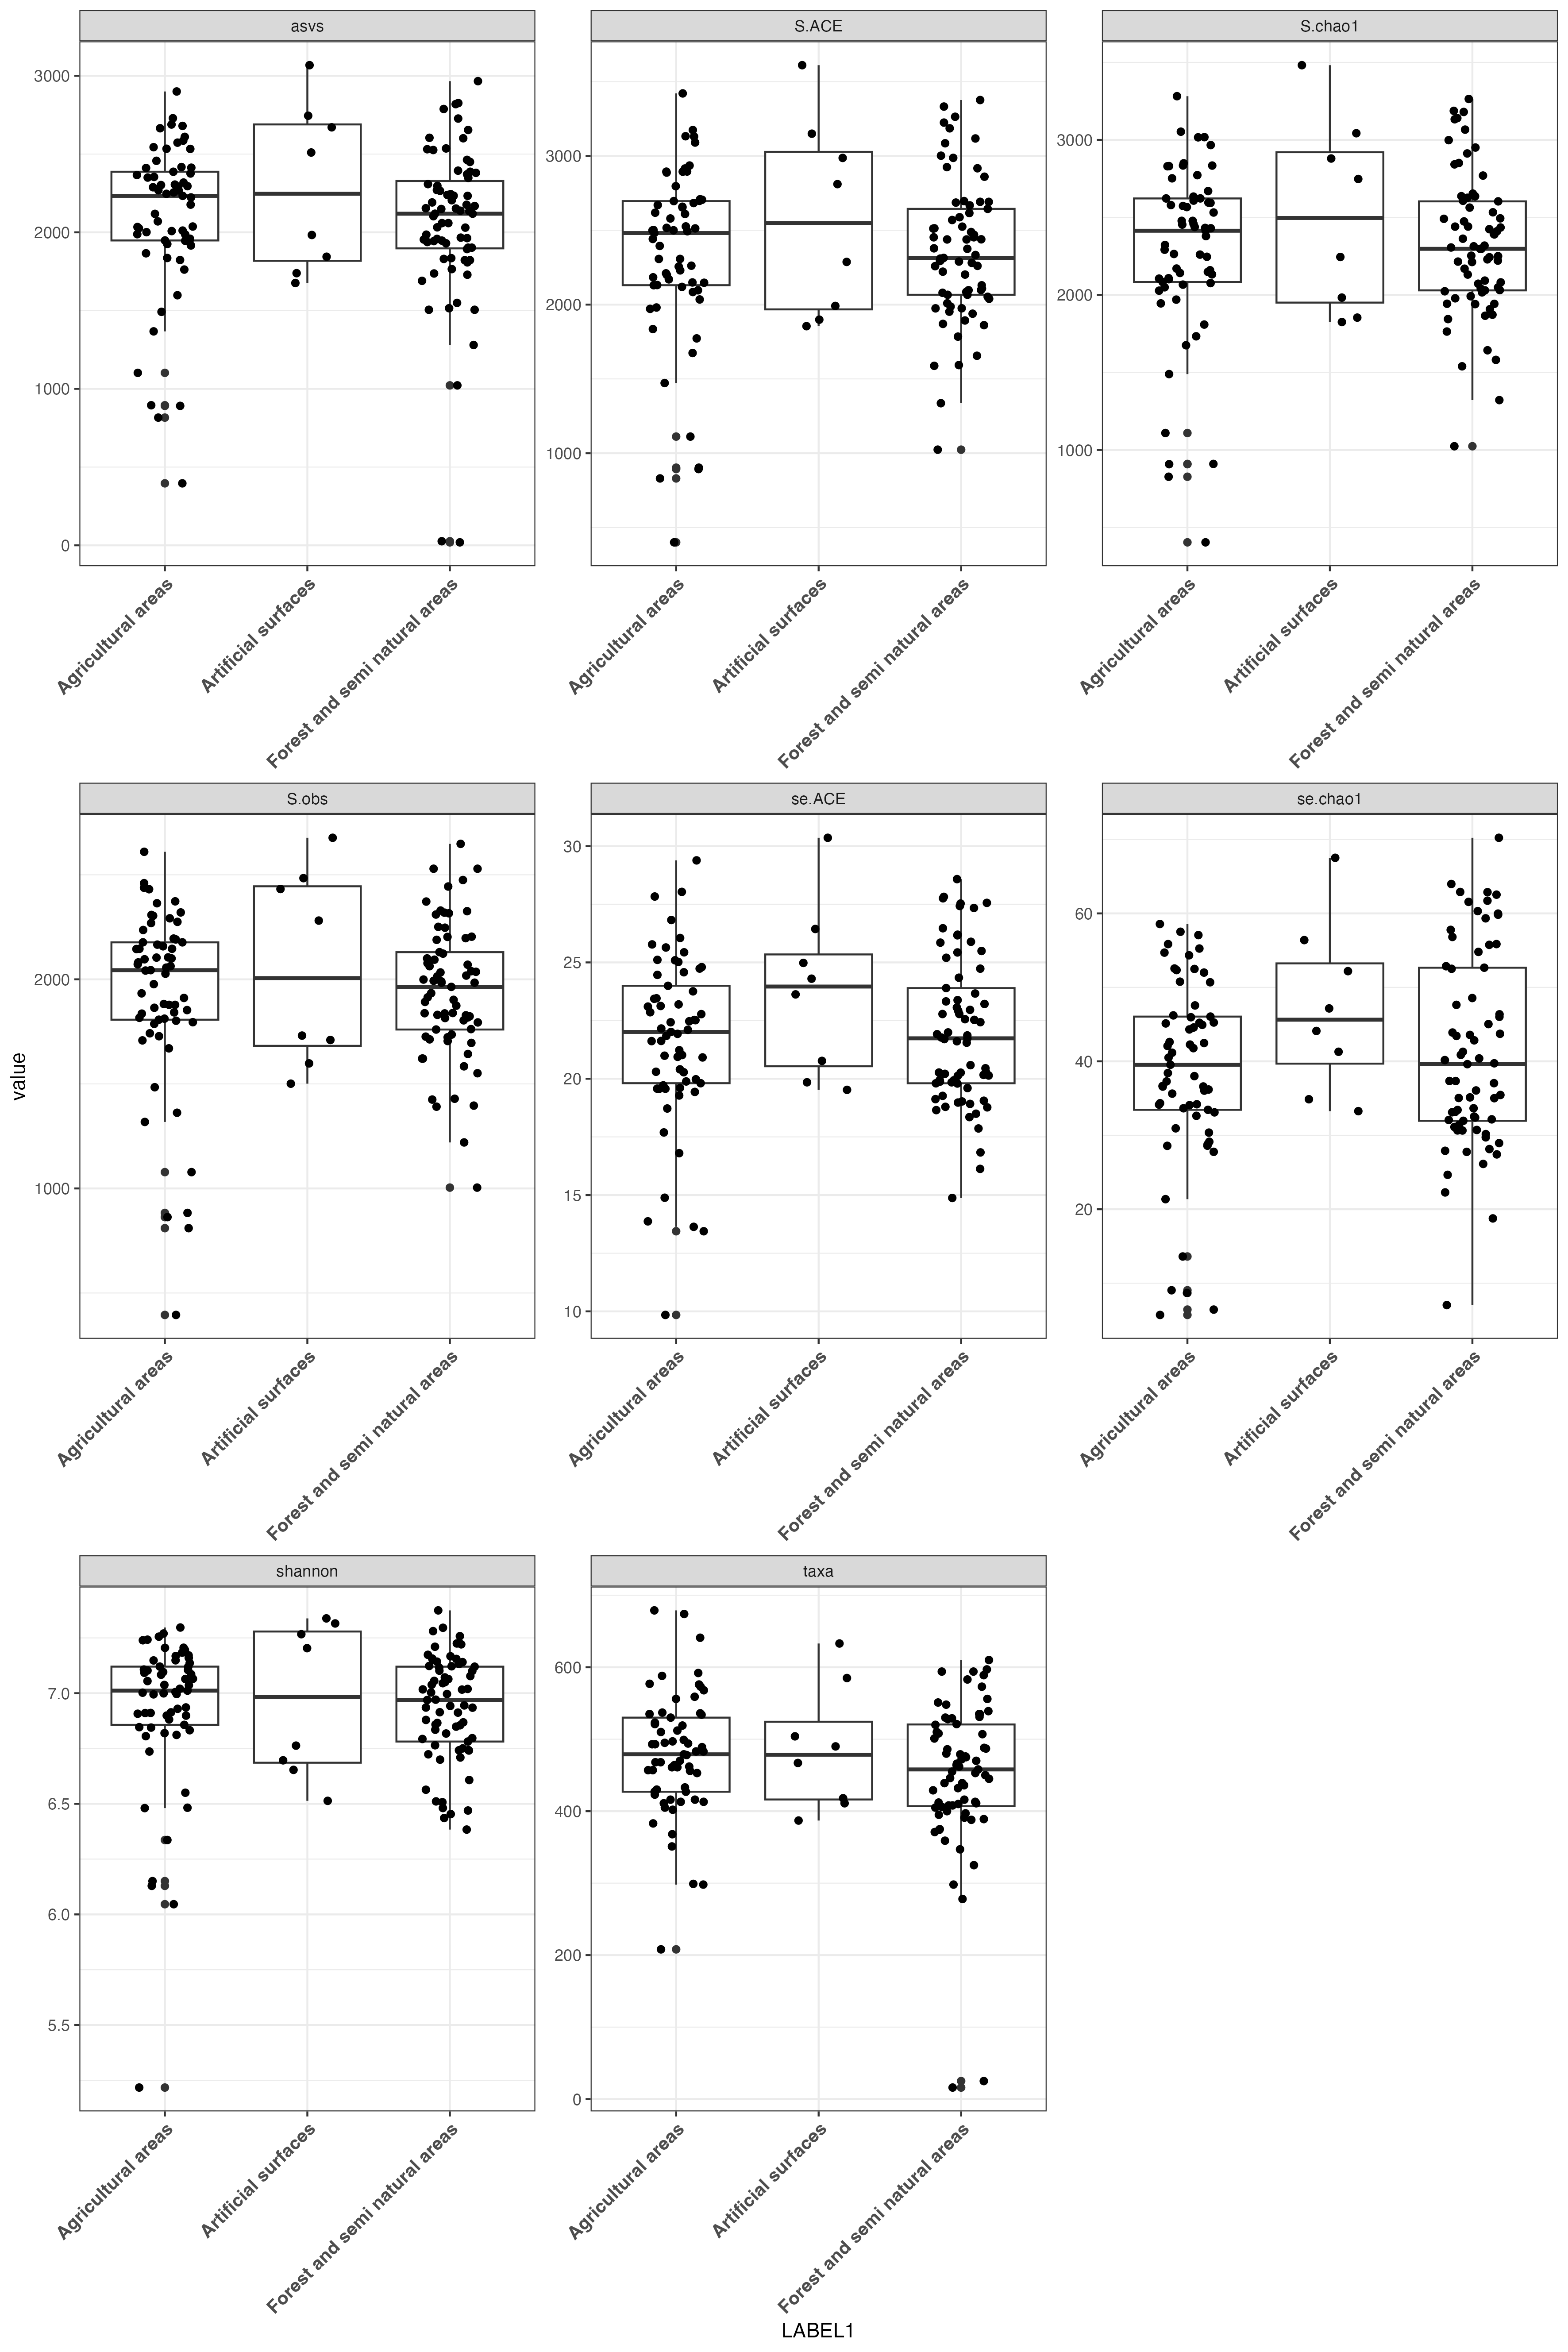 asvs
S.ACE
S.chao1
3000
2000
1000
0
3000
2000
1000
3000
2000
1000
Agricultural areas
Artificial surfaces
Forest and semi natural areas
Agricultural areas
Artificial surfaces
Forest and semi natural areas
Agricultural areas
Artificial surfaces
Forest and semi natural areas
S.obs
se.ACE
se.chao1
2000
1000
30
25
20
15
10
60
40
20
Agricultural areas
Artificial surfaces
Forest and semi natural areas
Agricultural areas
Artificial surfaces
Forest and semi natural areas
Agricultural areas
Artificial surfaces
Forest and semi natural areas
value
shannon
taxa
7.0
6.5
6.0
5.5
600
400
200
0
Agricultural areas
Artificial surfaces
Forest and semi natural areas
Agricultural areas
Artificial surfaces
Forest and semi natural areas
LABEL1